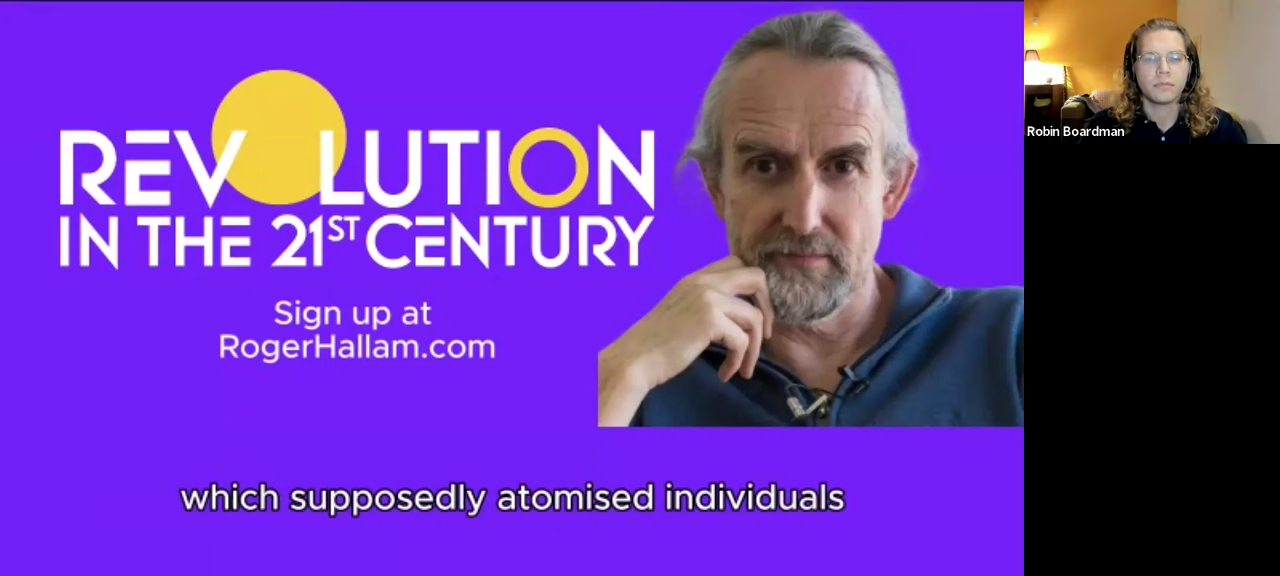 REVOLUTION
IN THE 21ST CENTURY
Sign up at
RogerHallam.com
which supposedly atomised individuals
Robin Boardman